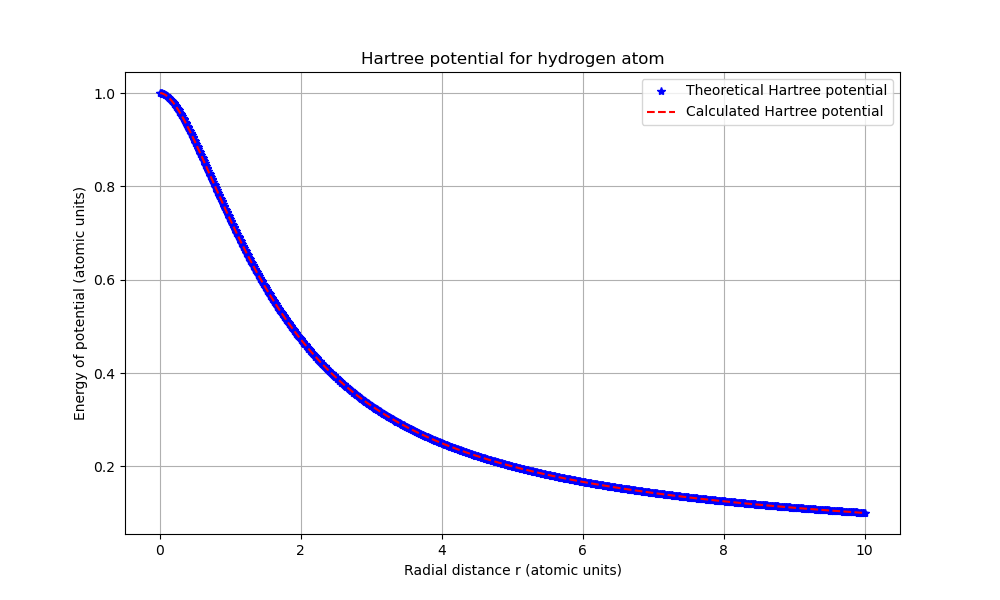 Hartree potential for hydrogen atom
Theoretical Hartree potential
Calculated Hartree potential
Energy of potential (atomic units)
1.0
0.8
0.6
0.4
0.2
0 2 4 6 8 10
Radial distance r (atomic units)